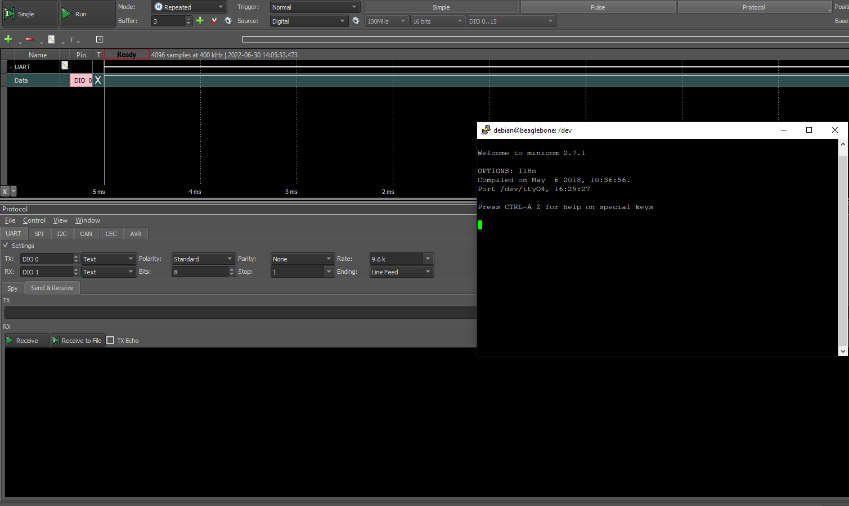 Single
Run
Mode:
Repeated
Trigger:
Normal
Simple
Pulse
Protocol
Positi
Buffer:
3
Source:
Digital
100MHz
16 bits
DIO 0...15
Base
Name
Pin
T
Ready
4096 samples at 400 kHz | 2022-06-30 14:05:33.473
- UART
Data
DIO 0
X
X
5 ms
-4 ms
-3 ms
-2 ms
debian@beaglebone: /dev
Welcome to minicom 2.7.1
OPTIONS: I18n
Compiled on May  6 2018, 10:36:56.
Port /dev/ttyO4, 16:29:27
Press CTRL-A Z for help on special keys
Protocol
File Control View Window
UART SPI I2C CAN CEC AVR
Settings
TX: DIO 0 Text Polarity: Standard Parity: None Rate: 9.6 k
RX: DIO 1 Text Bits: 8 Stop: 1 Ending: Line Feed
Spy Send & Receive
TX
RX
Receive Receive to File TX Echo